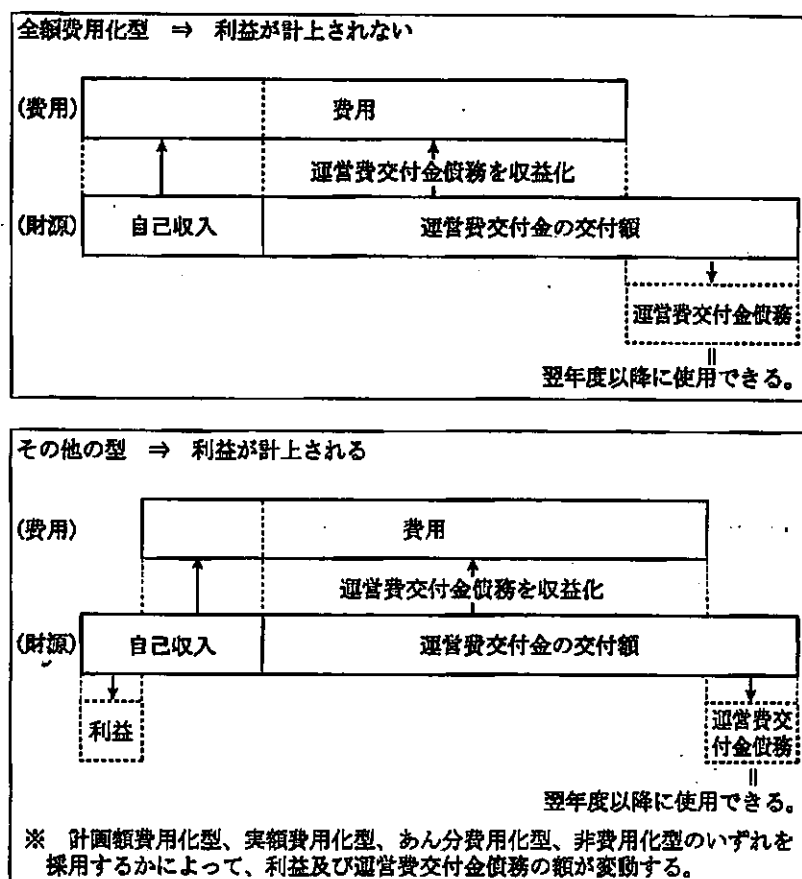 全額費用化型 ⇒ 利益が計上されない
(費用)
費用
運営費交付金債務を収益化
(財源)
自己収入
運営費交付金の交付額
運営費交付金債務
||
翌年度以降に使用できる。
その他の型 ⇒ 利益が計上される
(費用)
費用
運営費交付金債務を収益化
(財源)
自己収入
運営費交付金の交付額
利益
運営費交
付金債務
||
翌年度以降に使用できる。
※ 計画額費用化型、実額費用化型、あん分費用化型、非費用化型のいずれを
採用するかによって、利益及び運営費交付金債務の額が変動する。